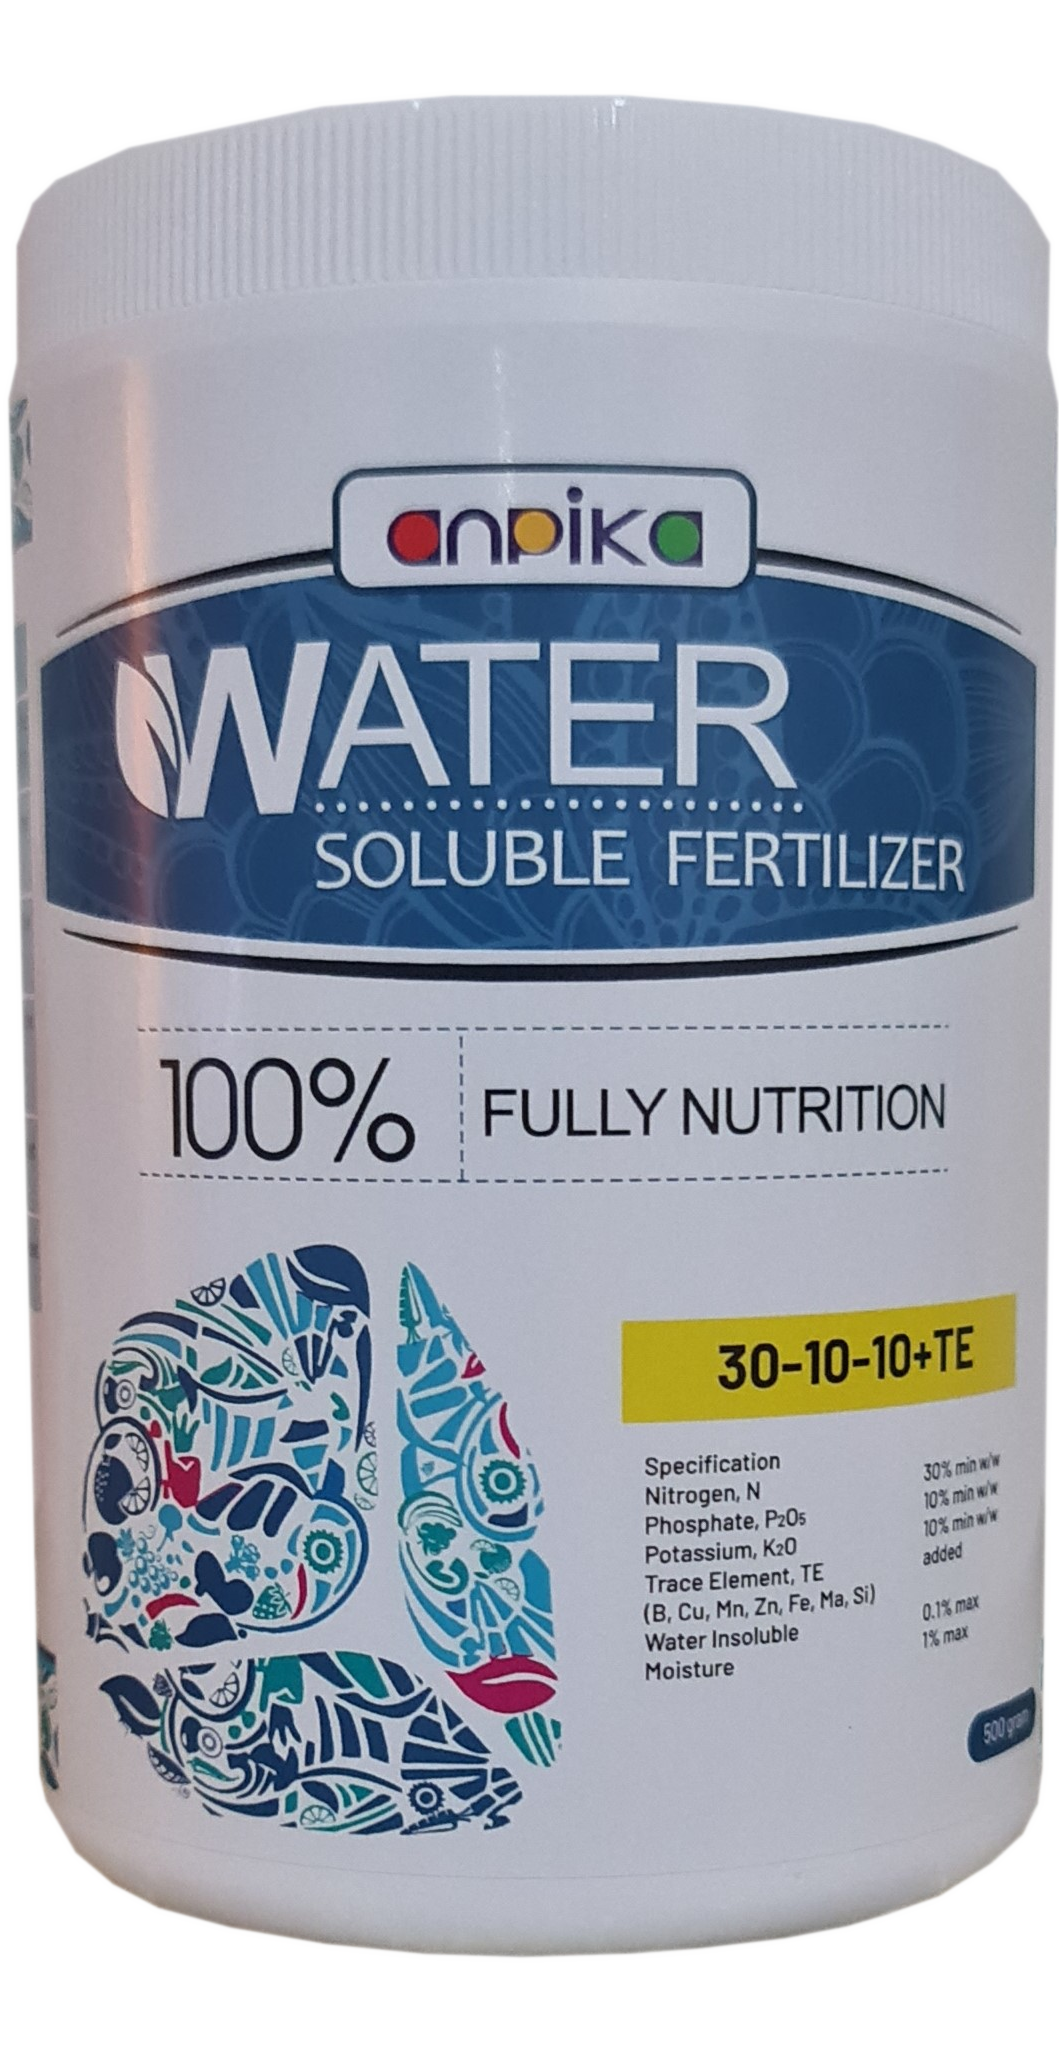 anpika
WATER
SOLUBLE FERTILIZER
100% FULLY NUTRITION
30-10-10+TE
Specification
Nitrogen, N 30% min w/w
Phosphate, P₂O₅ 10% min w/w
Potassium, K₂O 10% min w/w
Trace Element, TE added
(B, Cu, Mn, Zn, Fe, Ma, Si)
Water Insoluble 0.1% max
Moisture 1% max
500 gram